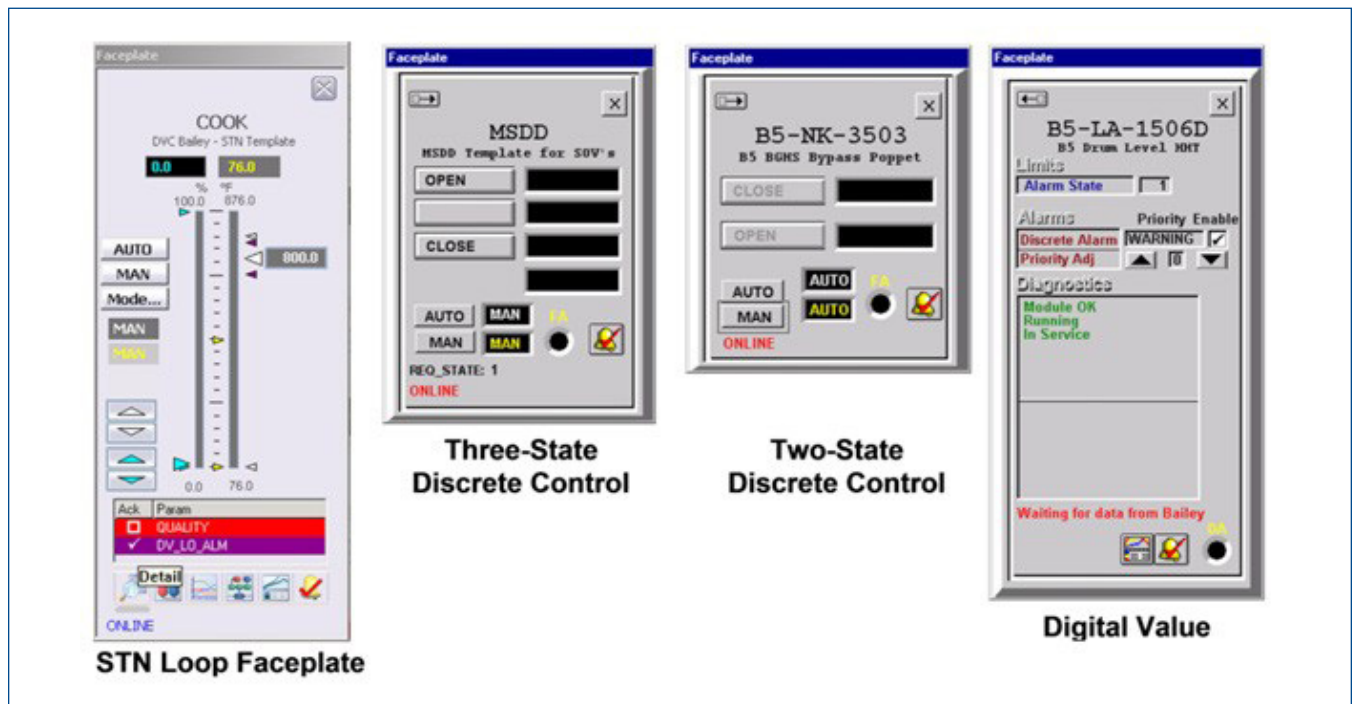 Faceplate
COOK
DVC Bailey - STN Template
0.0 76.0
% °F
100.0 876.0
AUTO
800.0
MAN
Mode...
MAN
MAN
0.0 76.0
Ack Param
QUALITY
DV_LO_ALM
Detail
ONLINE
STN Loop Faceplate
Faceplate
MSDD
MSDD Template for SOV's
OPEN
CLOSE
AUTO MAN FA
MAN MAN
REQ_STATE: 1
ONLINE
Three-State
Discrete Control
Faceplate
B5-NK-3503
B5 BGMS Bypass Poppet
CLOSE
OPEN
AUTO AUTO FA
MAN AUTO
ONLINE
Two-State
Discrete Control
Faceplate
B5-LA-1506D
B5 Drum Level
Limits
Alarm State 1
Alarms Priority Enable
Discrete Alarm WARNING
Priority Adj 0
Diagnostics
Module OK
Running
In Service
Waiting for data from Bailey
DA
Digital Value